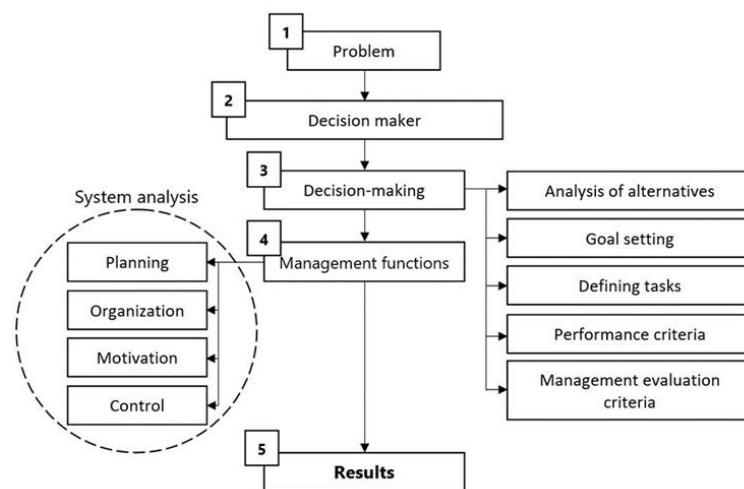 1
Problem
2
Decision maker
3
Decision-making
System analysis
Analysis of alternatives
Goal setting
Defining tasks
Performance criteria
Management evaluation
criteria
4
Management functions
Planning
Organization
Motivation
Control
5
Results